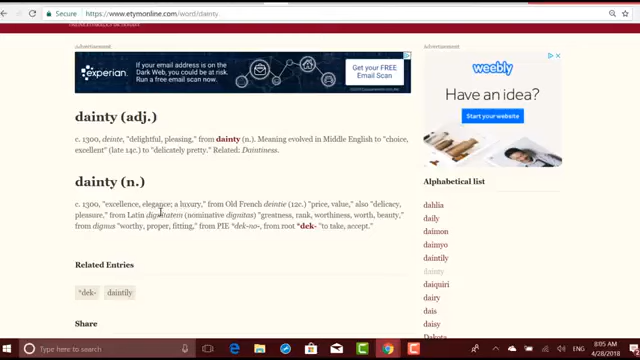 https://www.etymonline.com/word/dainty
Advertisement
Advertisement
experian.
If your email address is on the
Dark Web, you could be at risk.
Run a free email scan.
Get your FREE
Email Scan
weebly
Have an idea?
Start your website
dainty (adj.)
c. 1300, deinte, "delightful, pleasing," from dainty (n.). Meaning evolved in Middle English to "choice,
excellent" (late 14c.) to "delicately pretty." Related: Daintiness.
dainty (n.)
c. 1300, "excellence, elegance; a luxury," from Old French deintie (12c.) "price, value," also "delicacy,
pleasure," from Latin dignitatem (nominative dignitas) "greatness, rank, worthiness, worth, beauty,"
from dignus "worthy, proper, fitting," from PIE *dek-no-, from root *dek- "to take, accept."
Related Entries
*dek-
daintily
Share
Alphabetical list
dahlia
daily
daimon
daimyo
daintily
dainty
daiquiri
dairy
dais
daisy
Dakota
Type here to search
8:05 AM
4/28/2018